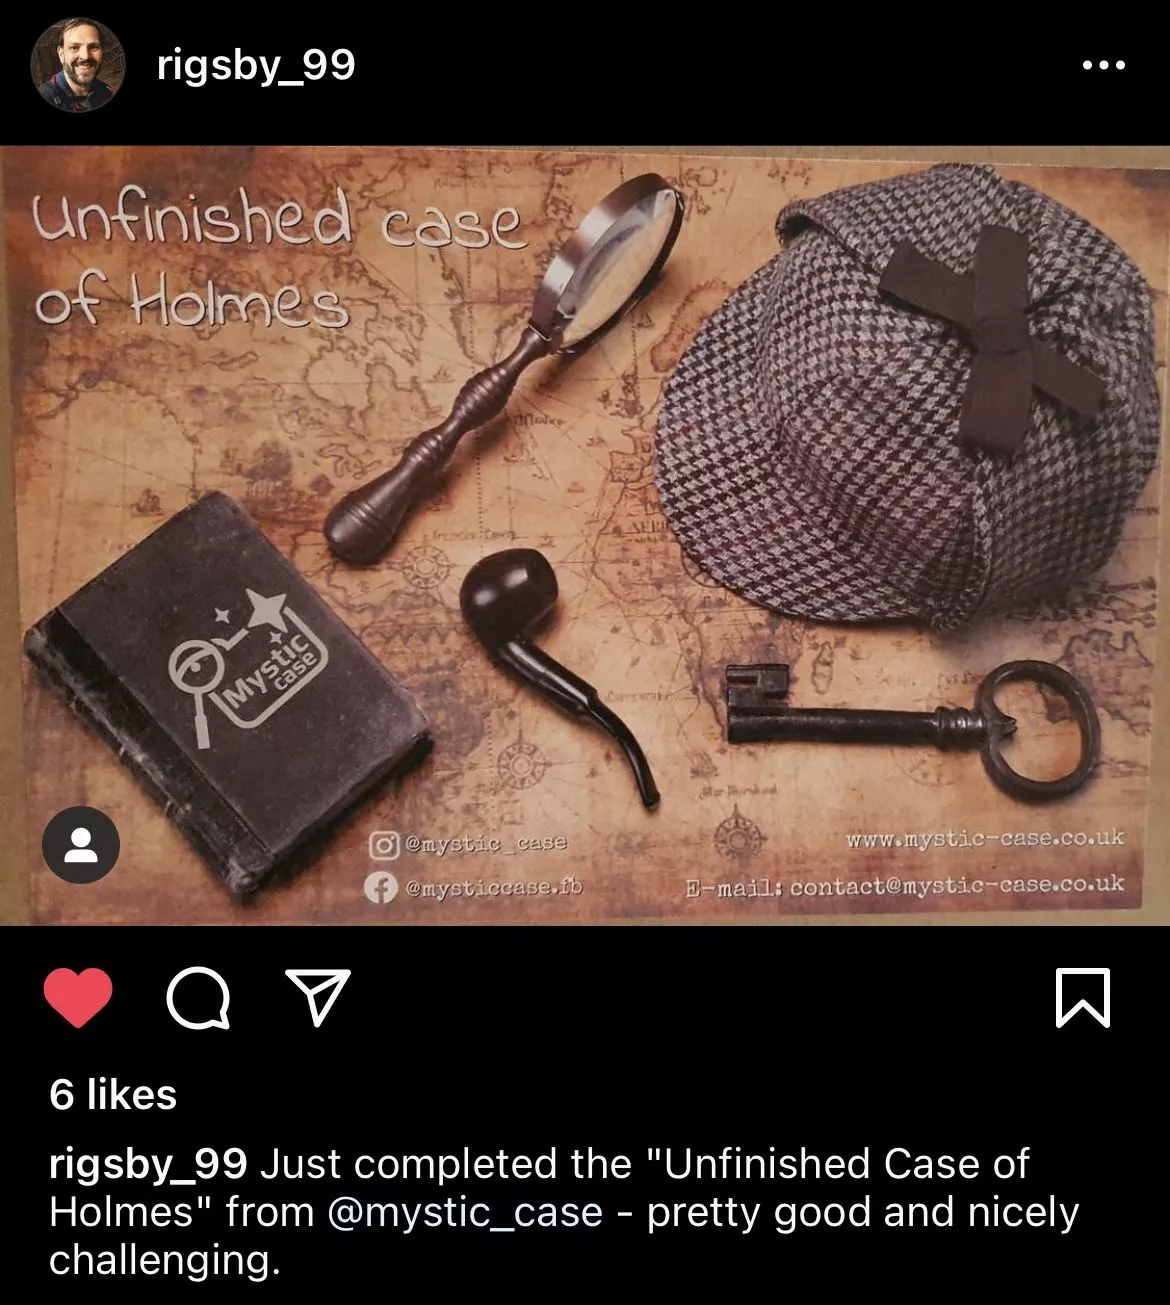 rigsby_99
Unfinished case
of Holmes
Mystic
case
@mystic_case
@mysticcase.fb
www.mystic-case.co.uk
E-mail: contact@mystic-case.co.uk
6 likes
rigsby_99 Just completed the "Unfinished Case of
Holmes" from @mystic_case - pretty good and nicely
challenging.